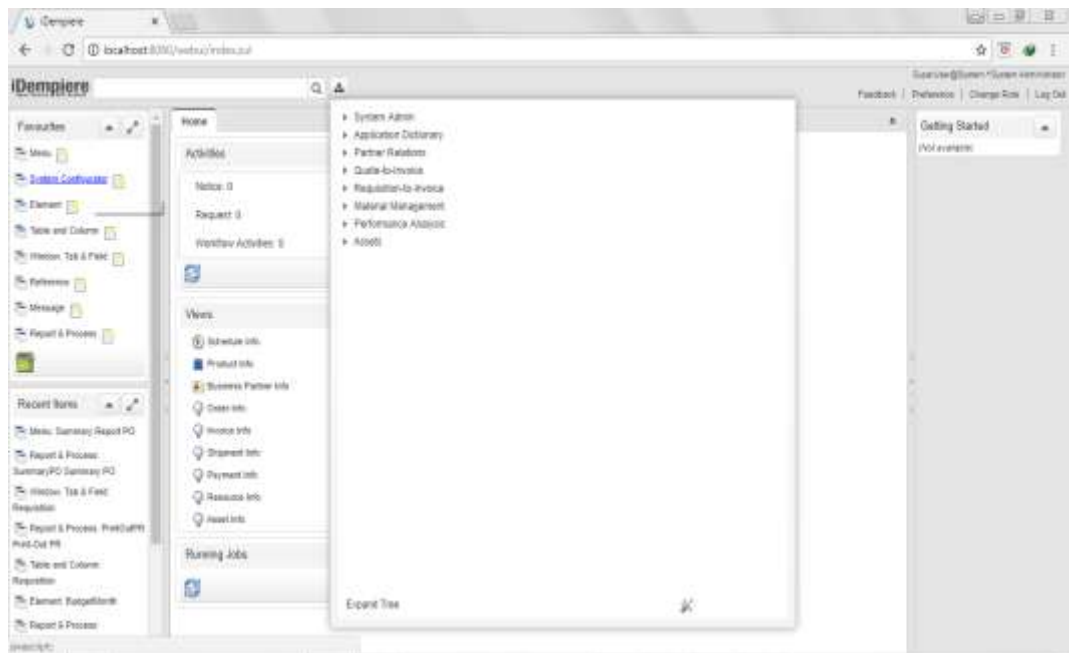 iDempiere
localhost:8080/webui/index.zul
iDempiere
Feedback | Preference | Change Role | Log Out
Favourites
Menu
System Configurator
Element
Table and Column
Window, Tab & Field
Reference
Message
Report & Process
Recent Items
Menu: Summary Report PO
Report & Process:
SummaryPO Summary PO
Window, Tab & Field:
Requisition
Report & Process: PrintOutPR
Print-Out PR
Table and Column:
Requisition
Element: BudgetMonth
Report & Process:
Home
Activities
Notice: 0
Request: 0
Workflow Activities: 0
Views
Schedule Info
Product Info
Business Partner Info
Order Info
Invoice Info
Shipment Info
Payment Info
Resource Info
Asset Info
Running Jobs
System Admin
Application Dictionary
Partner Relations
Quote-to-Invoice
Requisition-to-Invoice
Material Management
Performance Analysis
Assets
Expand Tree
Getting Started
(Not available)